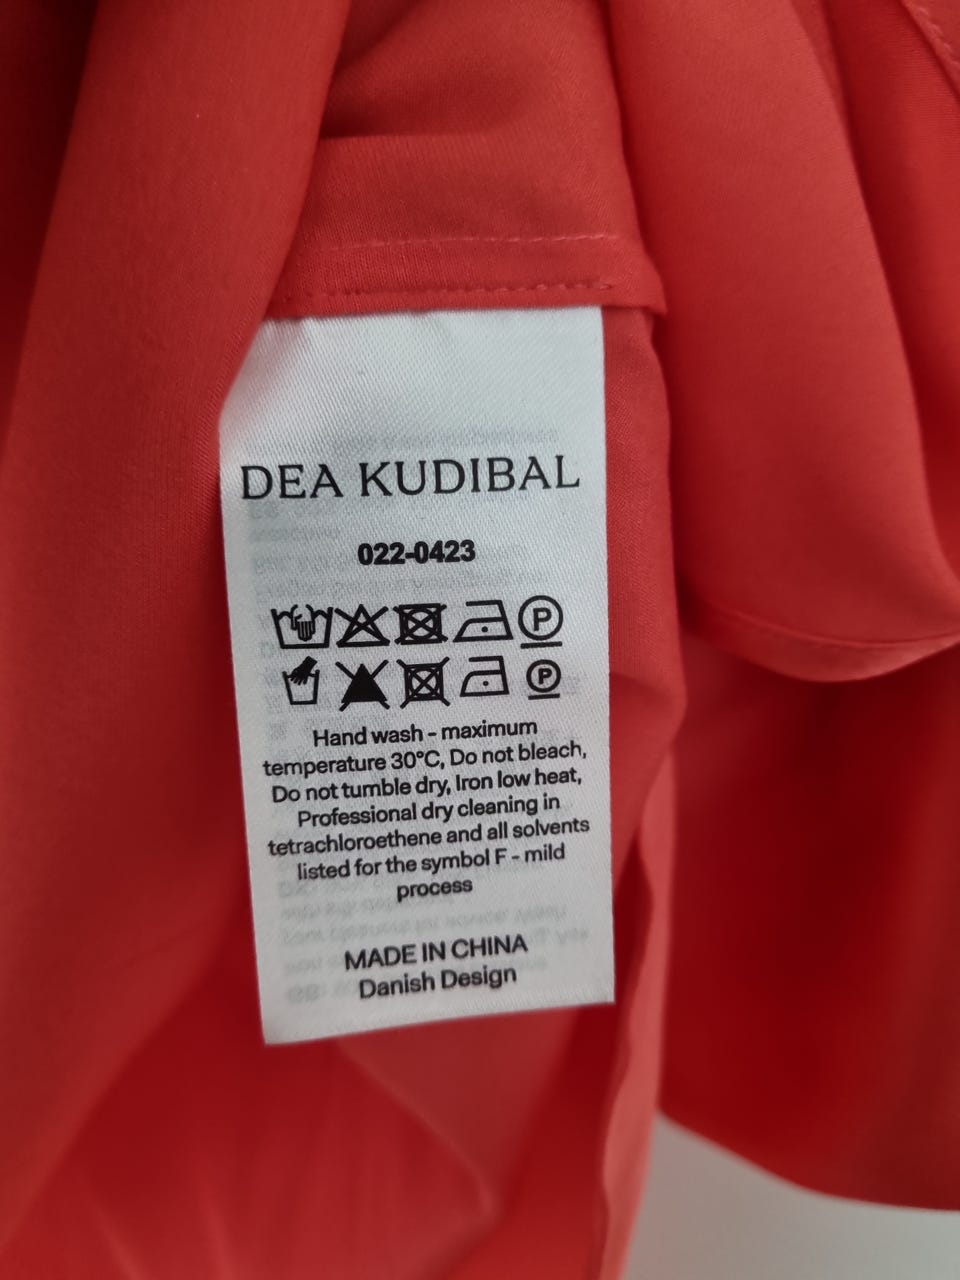 DEA KUDIBAL
022-0423
P
P
Hand wash - maximum
temperature 30°C, Do not bleach,
Do not tumble dry, Iron low heat,
Professional dry cleaning in
tetrachloroethene and all solvents
listed for the symbol F - mild
process
MADE IN CHINA
Danish Design